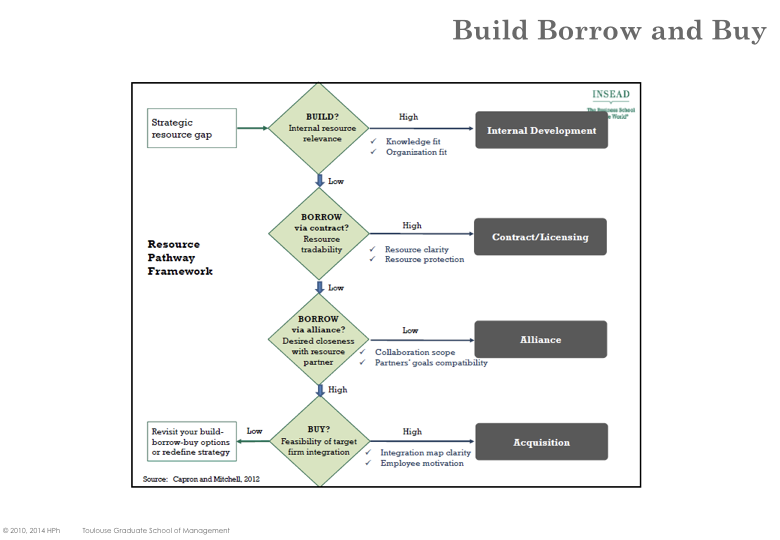 Build Borrow and Buy
INSEAD
The Business School
World®
Strategic
resource gap
BUILD?
Internal resource
relevance
High
Knowledge fit
Organization fit
Internal Development
Low
Resource
Pathway
Framework
BORROW
via contract?
Resource
tradability
High
Resource clarity
Resource protection
Contract/Licensing
Low
BORROW
via alliance?
Desired closeness
with resource
partner
Low
Collaboration scope
Partners' goals compatibility
Alliance
High
Revisit your build-
borrow-buy options
or redefine strategy
Low
BUY?
Feasibility of target
firm integration
High
Integration map clarity
Employee motivation
Acquisition
Source: Capron and Mitchell, 2012
© 2010, 2014 HPh Toulouse Graduate School of Management